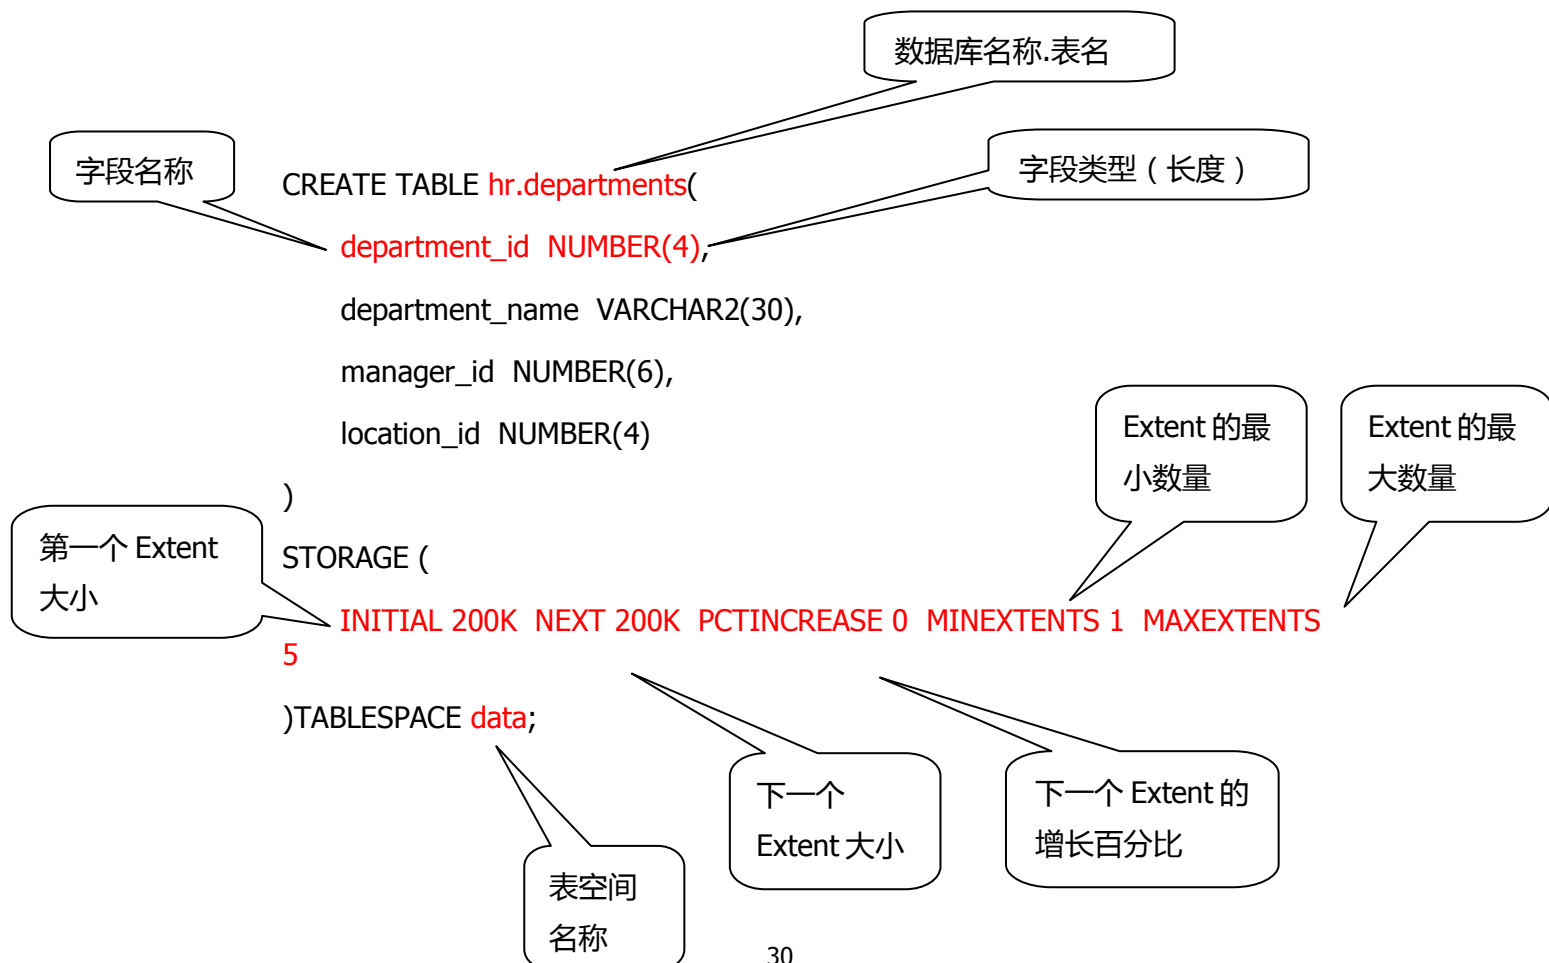 数据库名称.表名
字段名称
字段类型（长度）
CREATE TABLE hr.departments(
department_id  NUMBER(4),
department_name  VARCHAR2(30),
manager_id  NUMBER(6),
location_id  NUMBER(4)
)
Extent 的最
小数量
Extent 的最
大数量
第一个 Extent
大小
STORAGE (
INITIAL 200K  NEXT 200K  PCTINCREASE 0  MINEXTENTS 1  MAXEXTENTS
5
)TABLESPACE data;
下一个
Extent 大小
下一个 Extent 的
增长百分比
表空间
名称
30